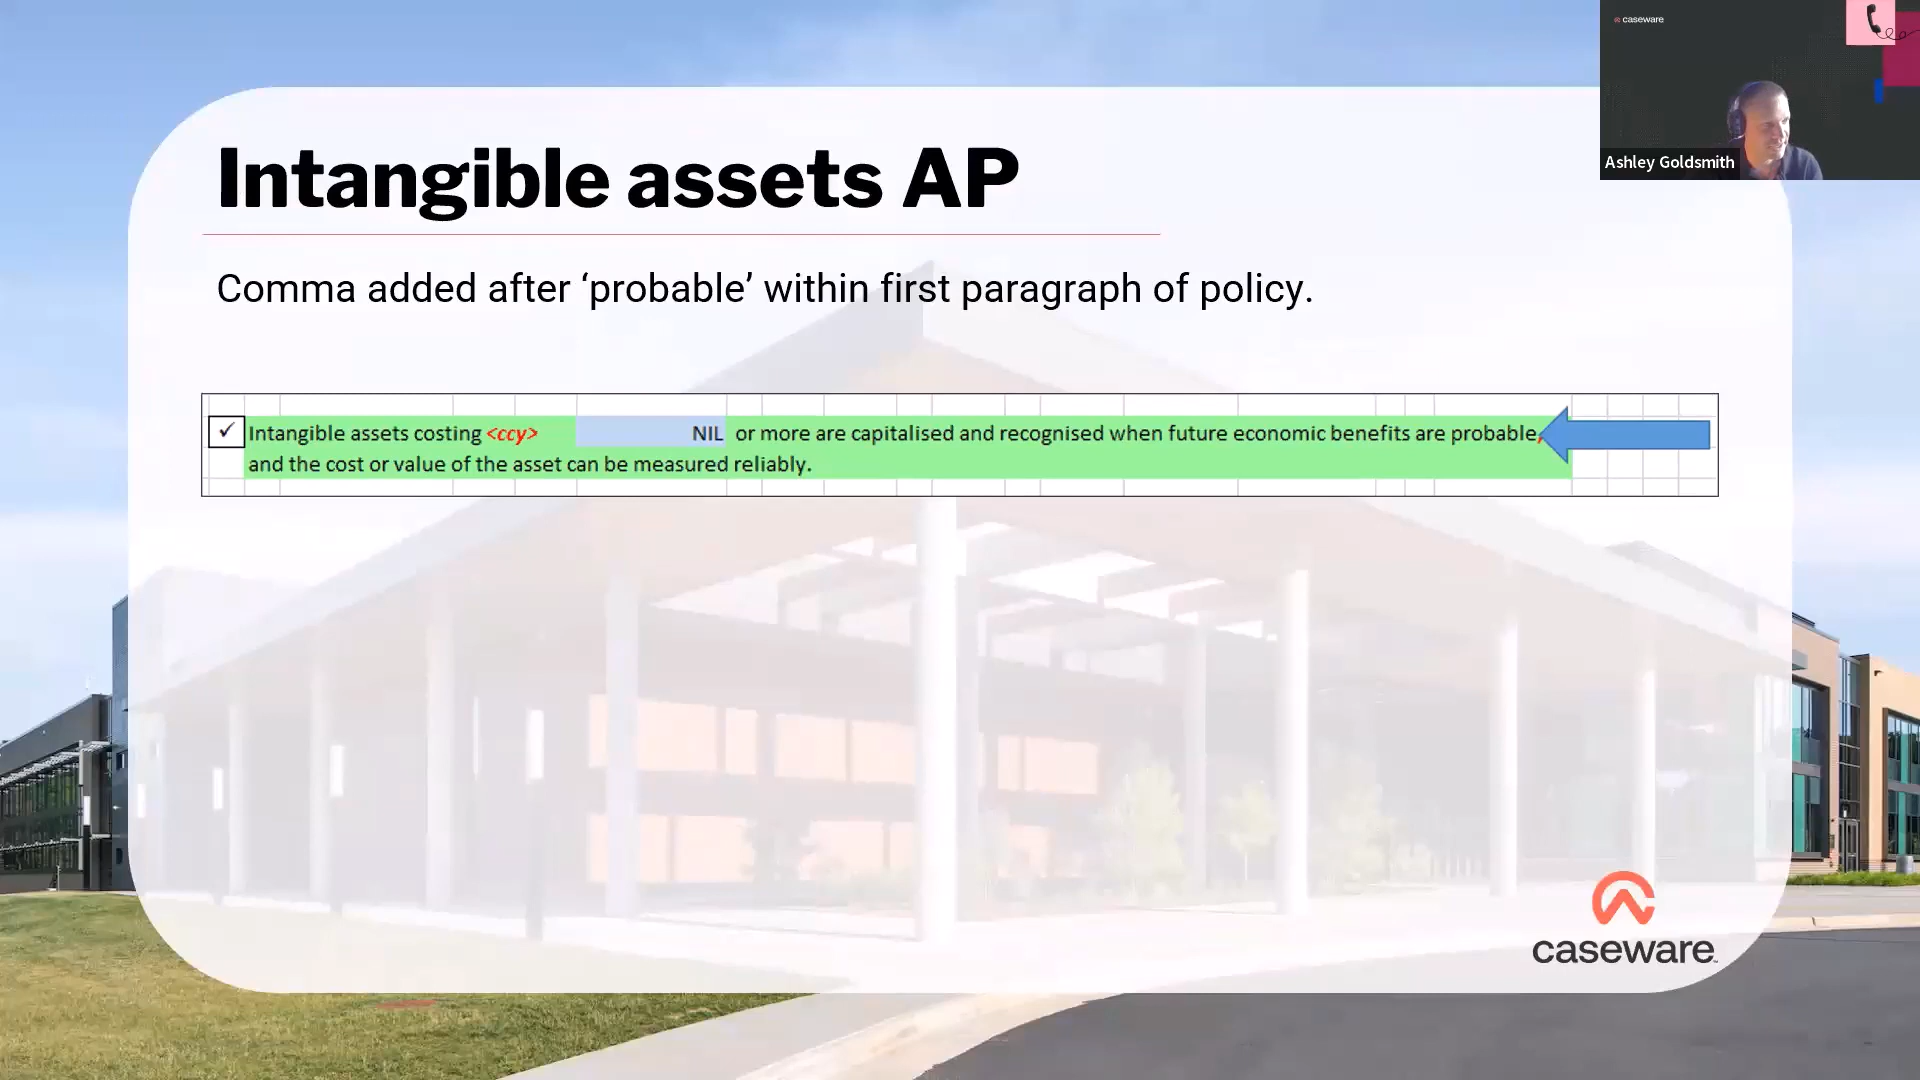 caseware
Ashley Goldsmith
Intangible assets AP
Comma added after ‘probable’ within first paragraph of policy.
Intangible assets costing <ccy> NIL or more are capitalised and recognised when future economic benefits are probable,
and the cost or value of the asset can be measured reliably.
caseware